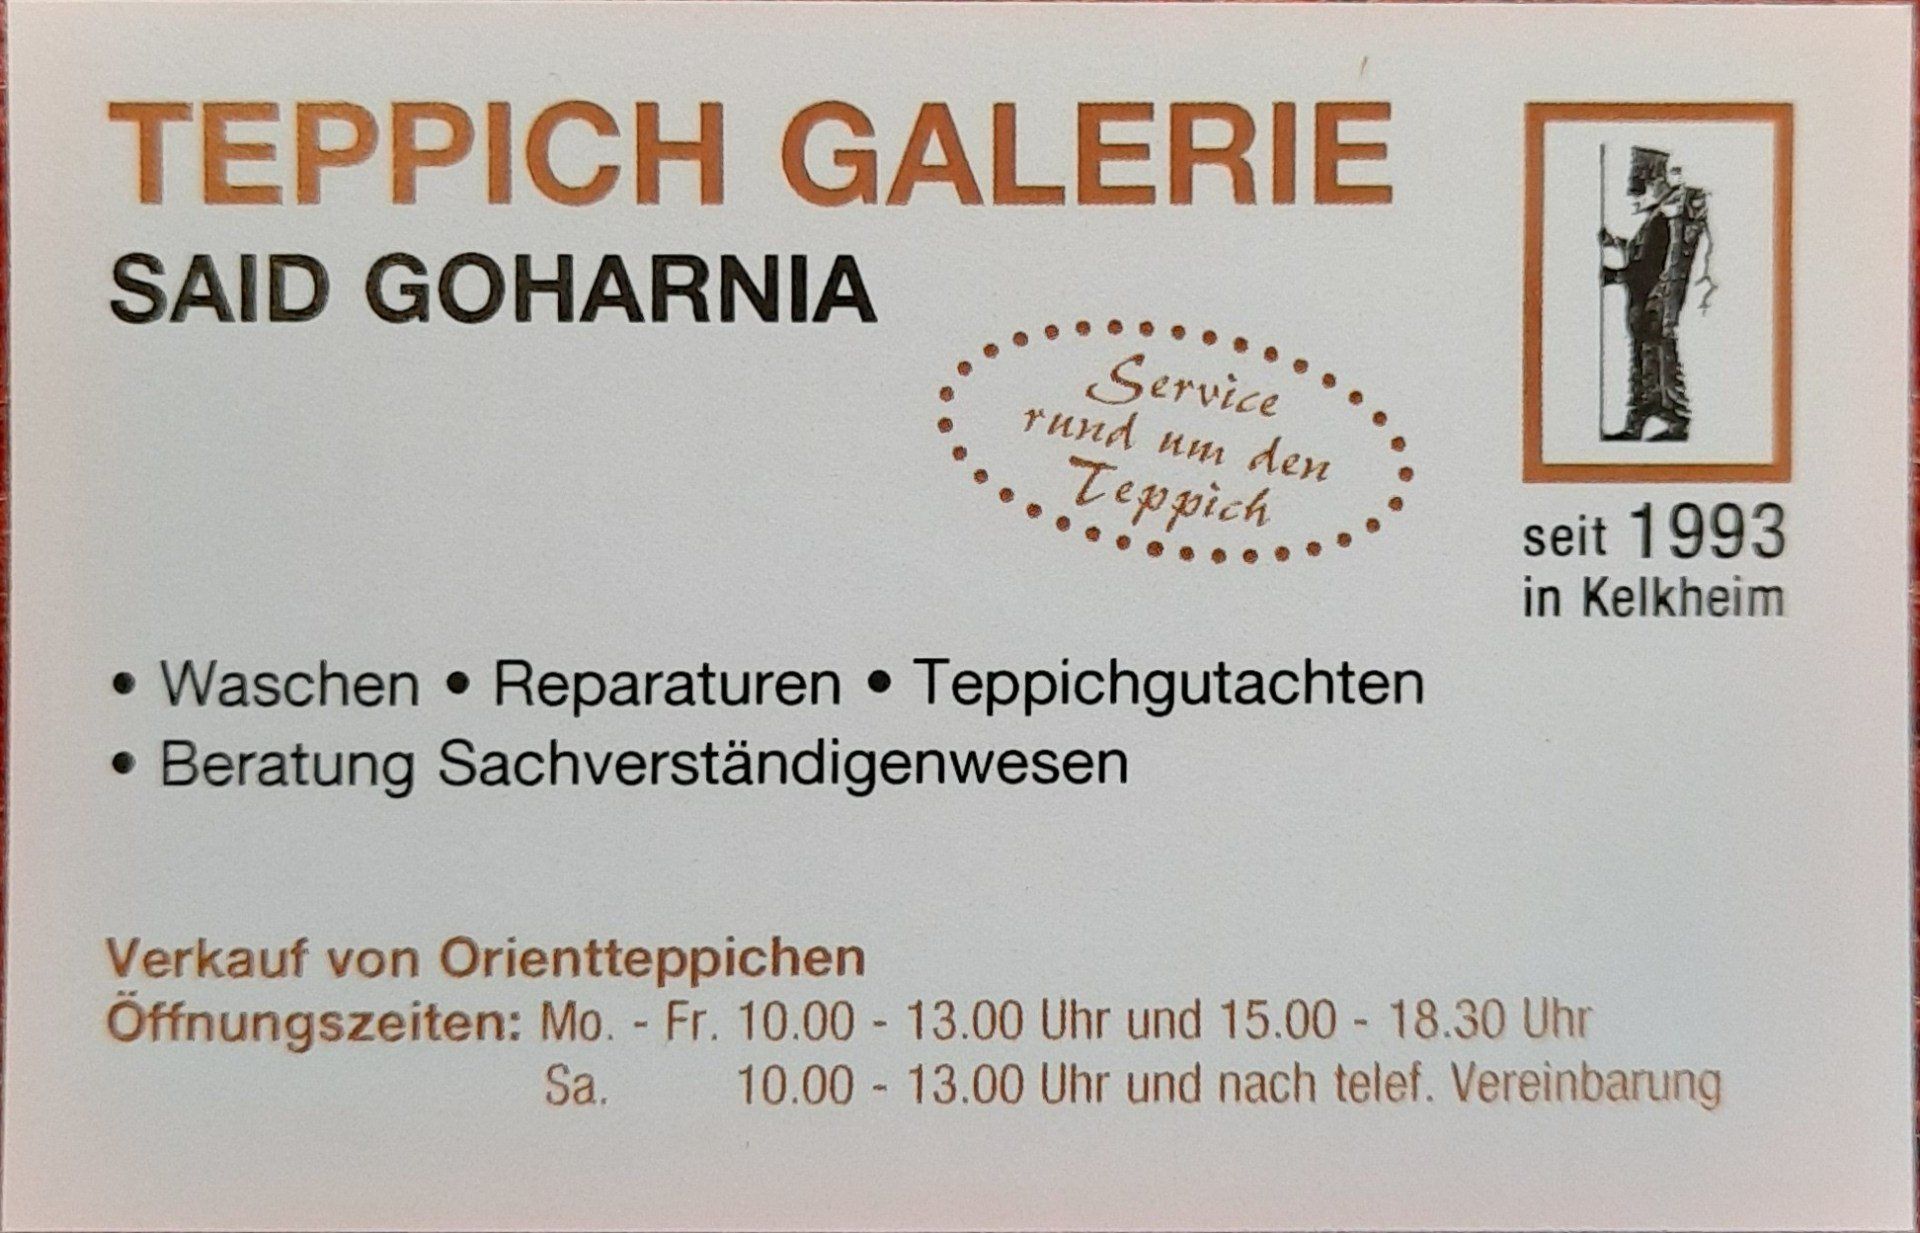 TEPPICH GALERIE
SAID GOHARNIA
Service
rund um den
Teppich
seit 1993
in Kelkheim
• Waschen • Reparaturen • Teppichgutachten
• Beratung Sachverständigenwesen
Verkauf von Orientteppichen
Öffnungszeiten: Mo. - Fr. 10.00 - 13.00 Uhr und 15.00 - 18.30 Uhr
Sa. 10.00 - 13.00 Uhr und nach telef. Vereinbarung